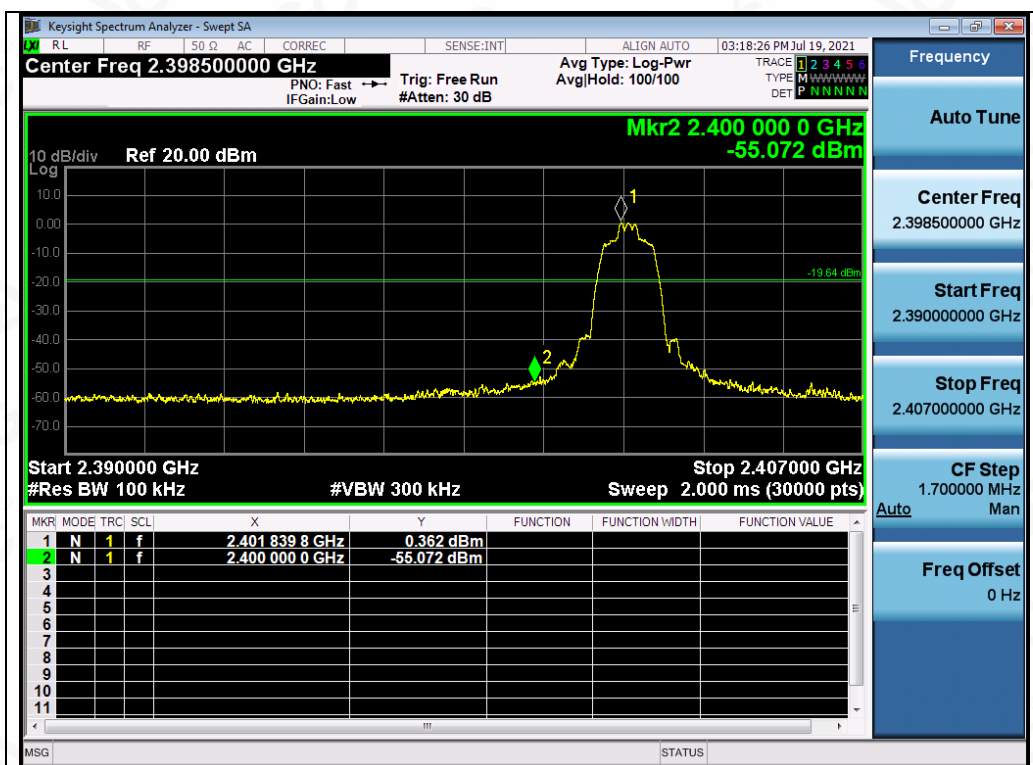 Keysight Spectrum Analyzer - Swept SA
LXI RL RF 50 Ω AC CORREC SENSE:INT ALIGN AUTO 03:18:26 PM Jul 19, 2021
Center Freq 2.398500000 GHz
PNO: Fast
IFGain:Low
Trig: Free Run
#Atten: 30 dB
Avg Type: Log-Pwr
Avg|Hold: 100/100
TRACE 1 2 3 4 5 6
TYPE M WWWWW
DET P N N N N N
Mkr2 2.400 000 0 GHz
-55.072 dBm
10 dB/div Ref 20.00 dBm
Log
10.0
0.00
-10.0
-20.0
-30.0
-40.0
-50.0
-60.0
-70.0
1
-19.64 dBm
2
Start 2.390000 GHz Stop 2.407000 GHz
#Res BW 100 kHz #VBW 300 kHz Sweep 2.000 ms (30000 pts)
MKR MODE TRC SCL X Y FUNCTION FUNCTION WIDTH FUNCTION VALUE
1 N 1 f 2.401 839 8 GHz 0.362 dBm
2 N 1 f 2.400 000 0 GHz -55.072 dBm
3
4
5
6
7
8
9
10
11
MSG STATUS
Frequency
Auto Tune
Center Freq
2.398500000 GHz
Start Freq
2.390000000 GHz
Stop Freq
2.407000000 GHz
CF Step
1.700000 MHz
Auto Man
Freq Offset
0 Hz